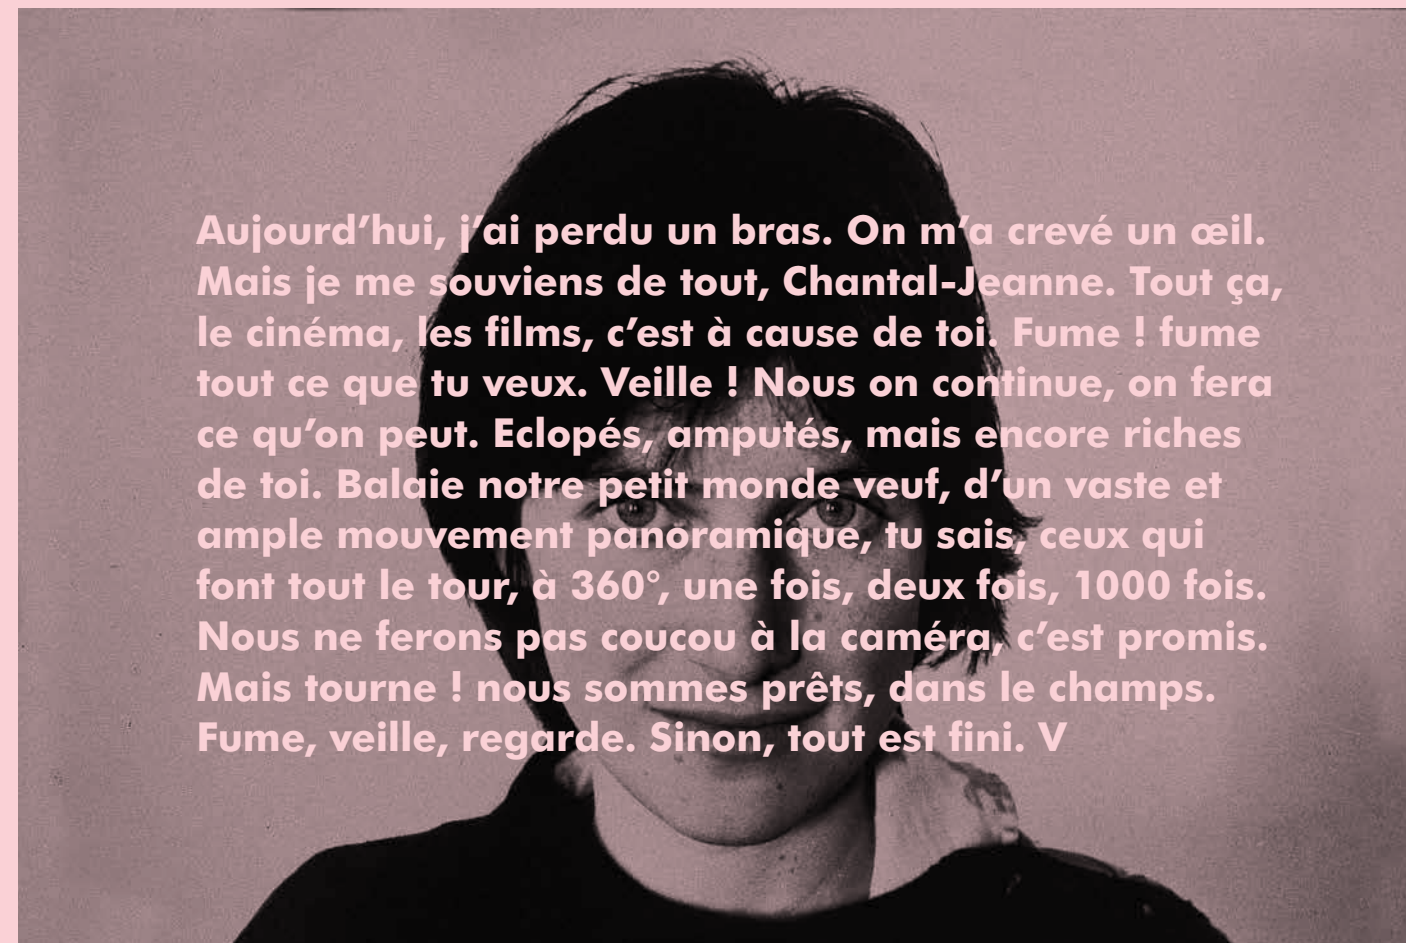 Aujourd’hui, j’ai perdu un bras. On m’a crevé un œil.
Mais je me souviens de tout, Chantal-Jeanne. Tout ça,
le cinéma, les films, c’est à cause de toi. Fume ! fume
tout ce que tu veux. Veille ! Nous on continue, on fera
ce qu’on peut. Eclopés, amputés, mais encore riches
de toi. Balaie notre petit monde veuf, d’un vaste et
ample mouvement panoramique, tu sais, ceux qui
font tout le tour, à 360°, une fois, deux fois, 1000 fois.
Nous ne ferons pas coucou à la caméra, c’est promis.
Mais tourne ! nous sommes prêts, dans le champs.
Fume, veille, regarde. Sinon, tout est fini. V